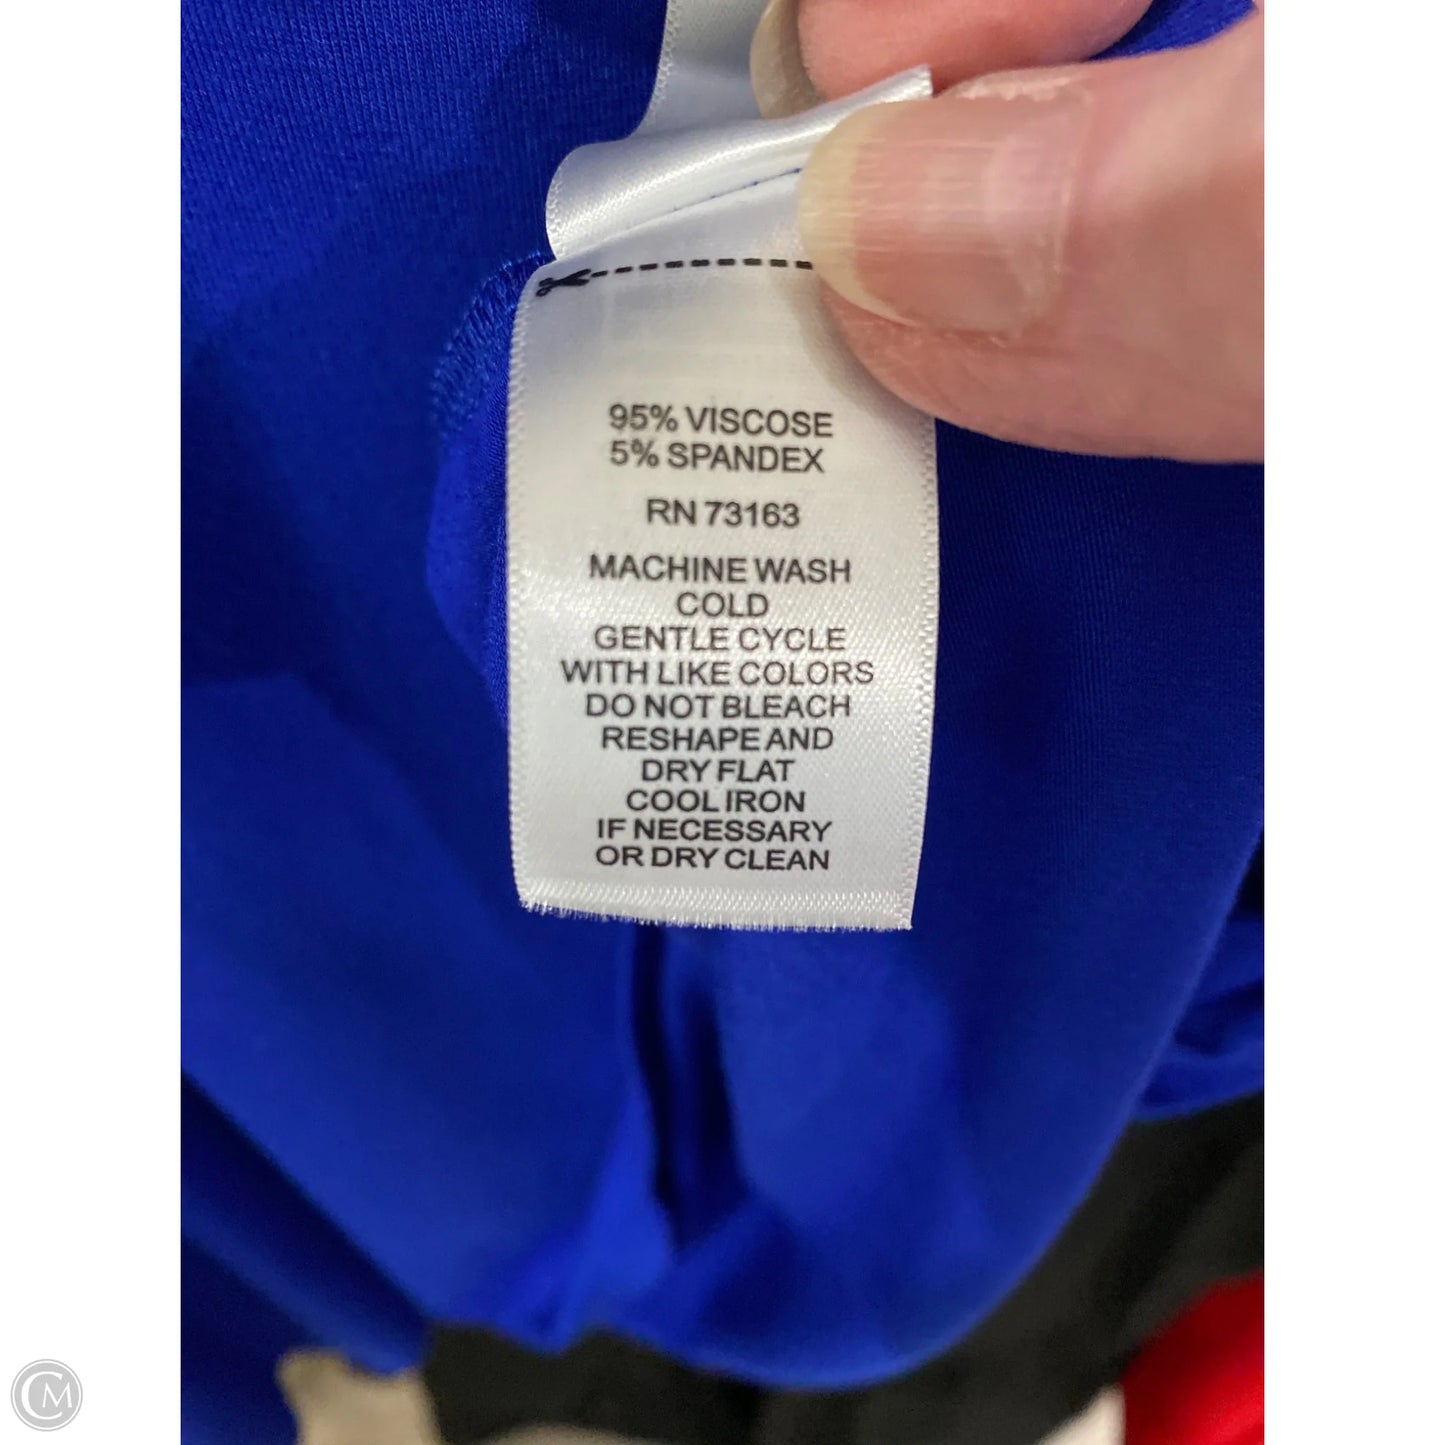 95% VISCOSE
5% SPANDEX
RN 73163
MACHINE WASH
COLD
GENTLE CYCLE
WITH LIKE COLORS
DO NOT BLEACH
RESHAPE AND
DRY FLAT
COOL IRON
IF NECESSARY
OR DRY CLEAN
CM